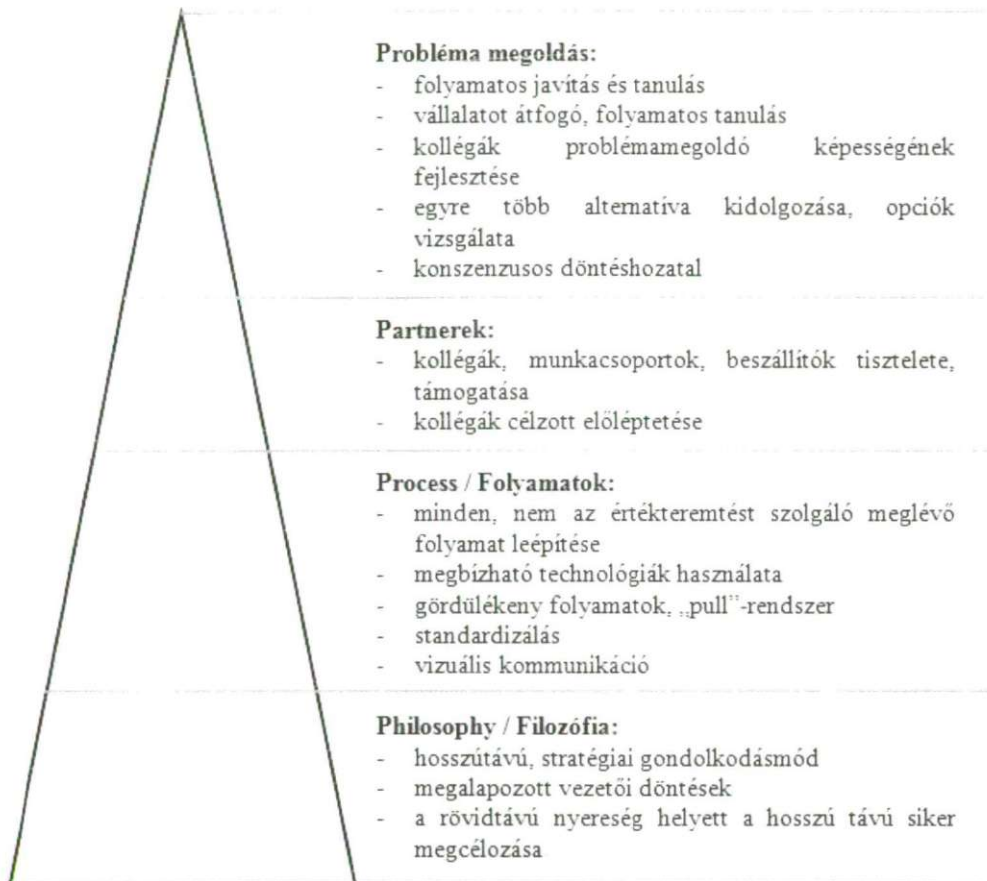 Probléma megoldás:
- folyamatos javítás és tanulás
- vállalatot átfogó, folyamatos tanulás
- kollégák problémamegoldó képességének
fejlesztése
- egyre több alternatíva kidolgozása, opciók
vizsgálata
- konszenzusos döntéshozatal
Partnerek:
- kollégák, munkacsoportok, beszállítók tisztelete,
támogatása
- kollégák célzott előléptetése
Process / Folyamatok:
- minden, nem az értékteremtést szolgáló meglévő
folyamat leépítése
- megbízható technológiák használata
- gördülékeny folyamatok, „pull”-rendszer
- standardizálás
- vizuális kommunikáció
Philosophy / Filozófia:
- hosszútávú, stratégiai gondolkodásmód
- megalapozott vezetői döntések
- a rövidtávú nyereség helyett a hosszú távú siker
megcélozása